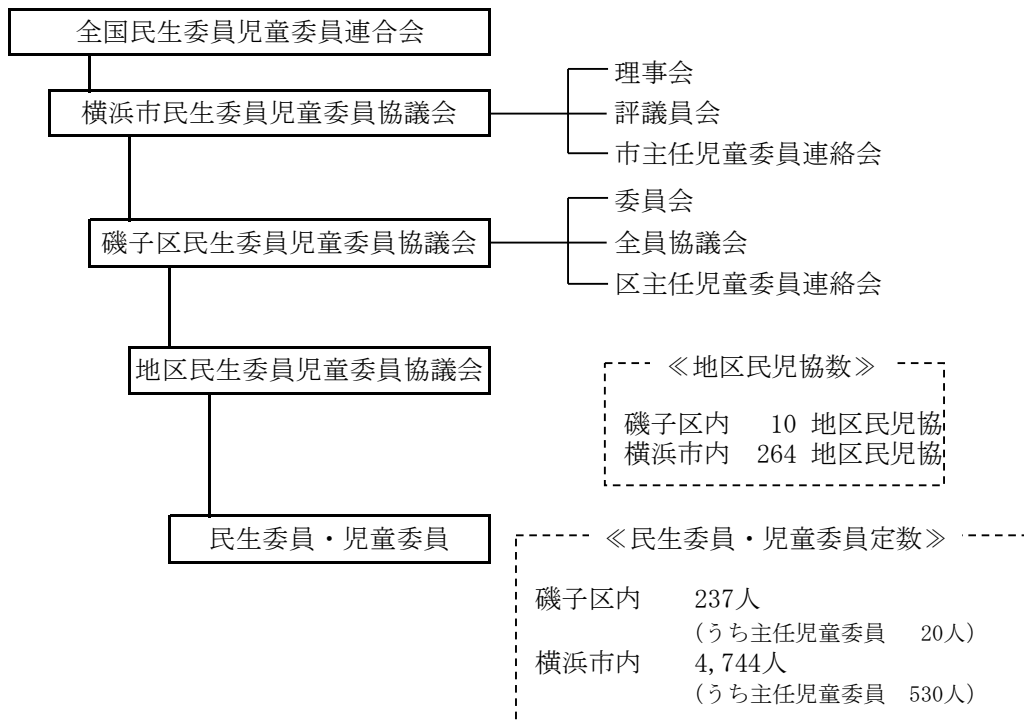 全国民生委員児童委員連合会
横浜市民生委員児童委員協議会
理事会
評議員会
市主任児童委員連絡会
磯子区民生委員児童委員協議会
委員会
全員協議会
区主任児童委員連絡会
地区民生委員児童委員協議会
≪地区民児協数≫
磯子区内 10 地区民児協
横浜市内 264 地区民児協
民生委員・児童委員
≪民生委員・児童委員定数≫
磯子区内 237人
(うち主任児童委員 20人)
横浜市内 4,744人
(うち主任児童委員 530人)